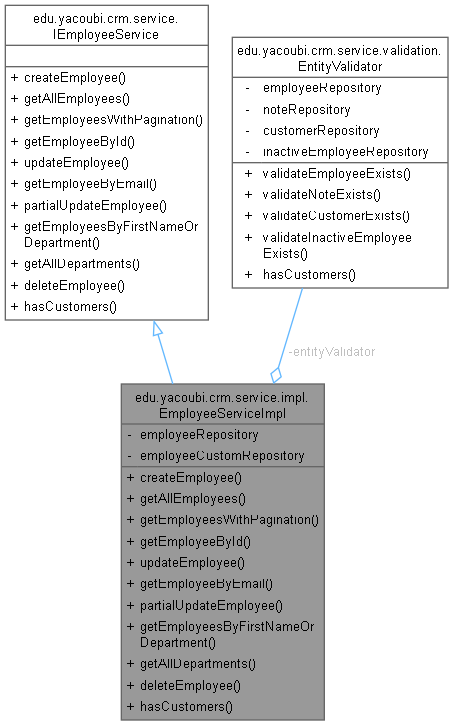 edu.yacoubi.crm.service.
IEmployeeService
+ createEmployee()
+ getAllEmployees()
+ getEmployeesWithPagination()
+ getEmployeeById()
+ updateEmployee()
+ getEmployeeByEmail()
+ partialUpdateEmployee()
+ getEmployeesByFirstNameOr
Department()
+ getAllDepartments()
+ deleteEmployee()
+ hasCustomers()
edu.yacoubi.crm.service.validation.
EntityValidator
- employeeRepository
- noteRepository
- customerRepository
- inactiveEmployeeRepository
+ validateEmployeeExists()
+ validateNoteExists()
+ validateCustomerExists()
+ validateInactiveEmployee
Exists()
+ hasCustomers()
-entityValidator
edu.yacoubi.crm.service.impl.
EmployeeServiceImpl
- employeeRepository
- employeeCustomRepository
+ createEmployee()
+ getAllEmployees()
+ getEmployeesWithPagination()
+ getEmployeeById()
+ updateEmployee()
+ getEmployeeByEmail()
+ partialUpdateEmployee()
+ getEmployeesByFirstNameOr
Department()
+ getAllDepartments()
+ deleteEmployee()
+ hasCustomers()